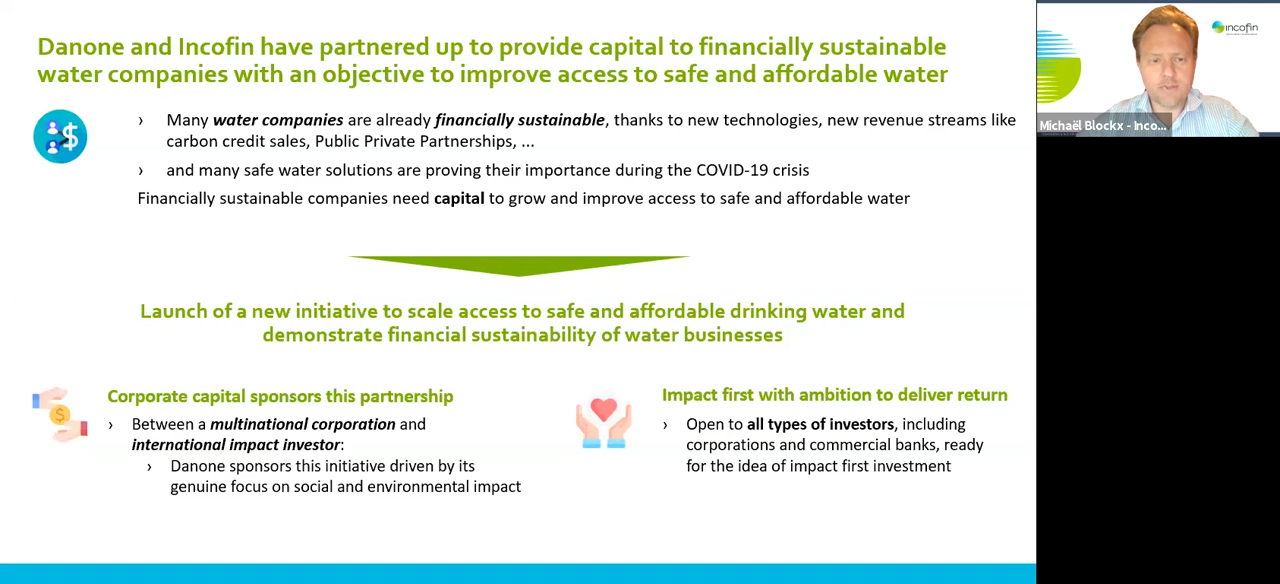 Danone and Incofin have partnered up to provide capital to financially sustainable
water companies with an objective to improve access to safe and affordable water
› Many water companies are already financially sustainable, thanks to new technologies, new revenue streams like
carbon credit sales, Public Private Partnerships, ...
› and many safe water solutions are proving their importance during the COVID-19 crisis
Financially sustainable companies need capital to grow and improve access to safe and affordable water
Launch of a new initiative to scale access to safe and affordable drinking water and
demonstrate financial sustainability of water businesses
Corporate capital sponsors this partnership
› Between a multinational corporation and
international impact investor:
› Danone sponsors this initiative driven by its
genuine focus on social and environmental impact
Impact first with ambition to deliver return
› Open to all types of investors, including
corporations and commercial banks, ready
for the idea of impact first investment
$
$
incofin
Michaël Blockx - Inco...